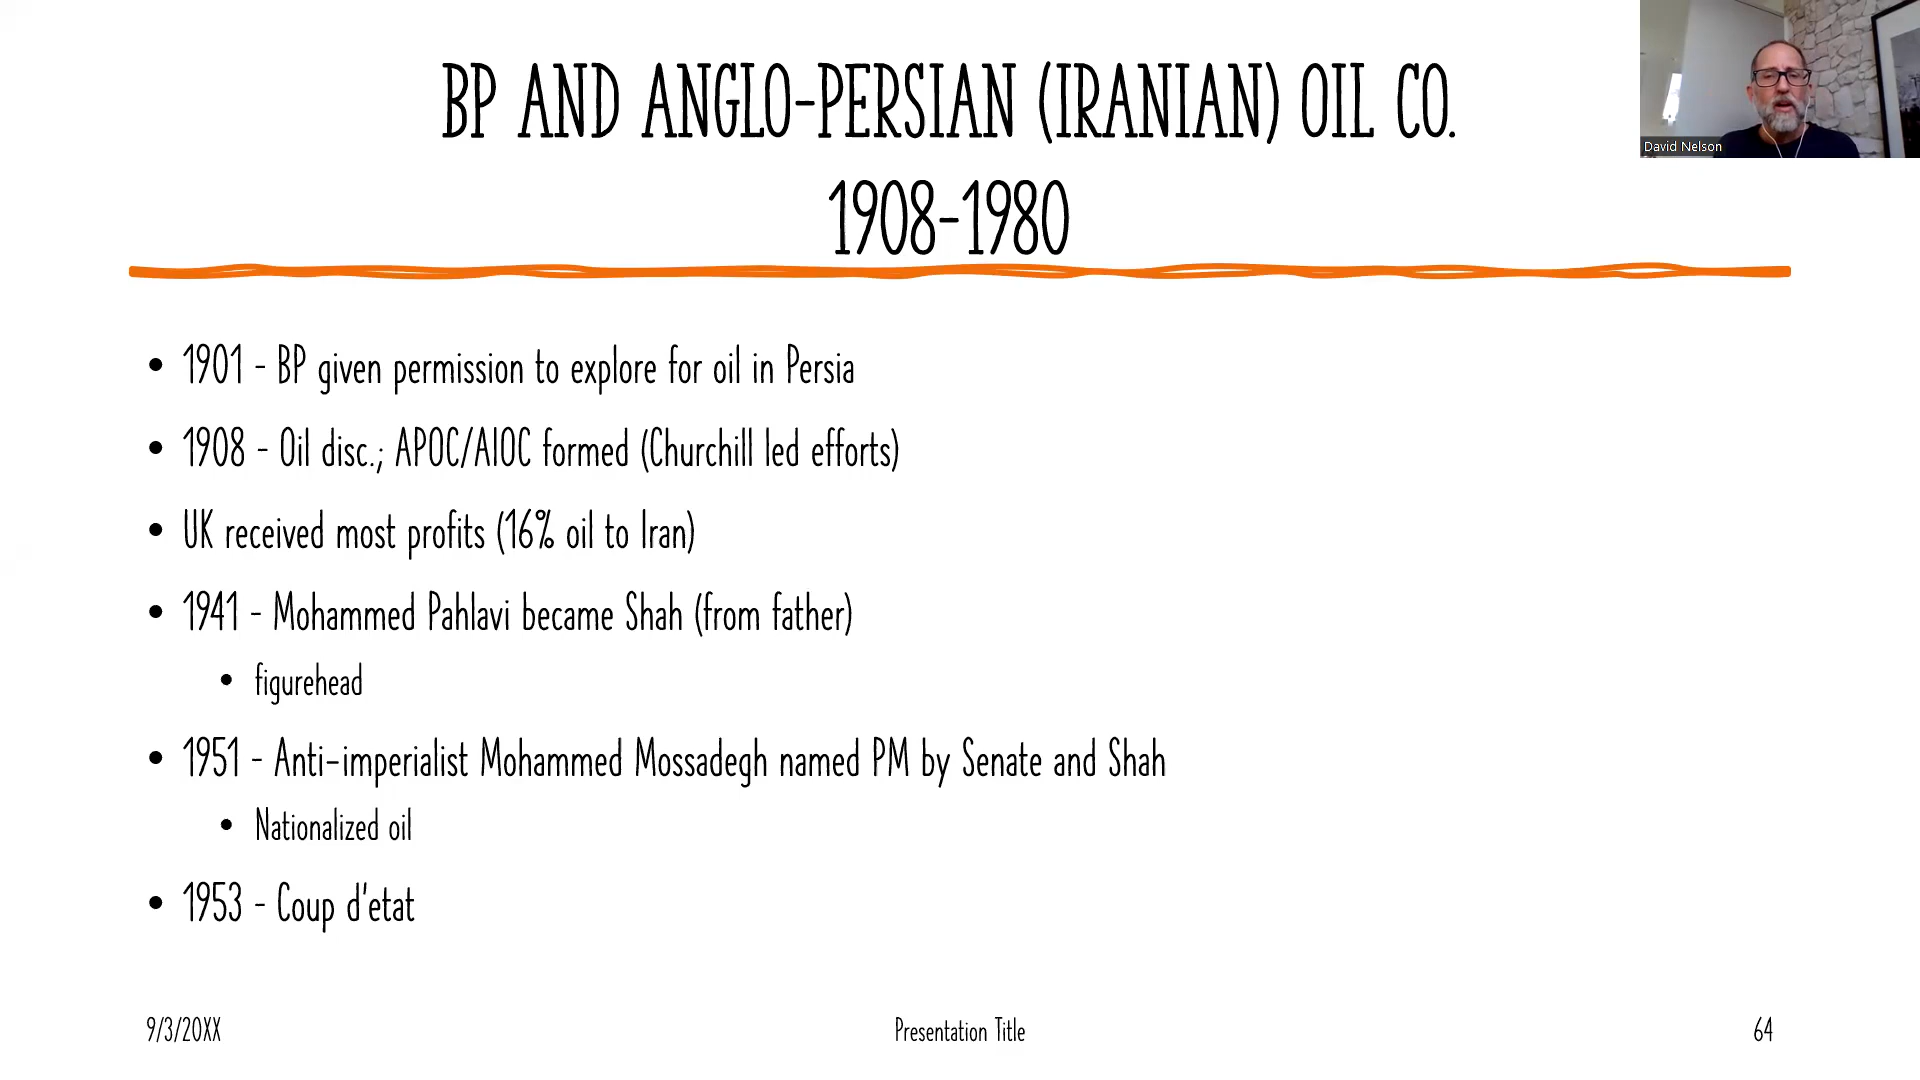 BP AND ANGLO-PERSIAN (IRANIAN) OIL CO.
1908-1980
David Nelson
• 1901 - BP given permission to explore for oil in Persia
• 1908 - Oil disc.; APOC/AIOC formed (Churchill led efforts)
• UK received most profits (16% oil to Iran)
• 1941 - Mohammed Pahlavi became Shah (from father)
• figurehead
• 1951 - Anti-imperialist Mohammed Mossadegh named PM by Senate and Shah
• Nationalized oil
• 1953 - Coup d'etat
9/3/20XX
Presentation Title
64